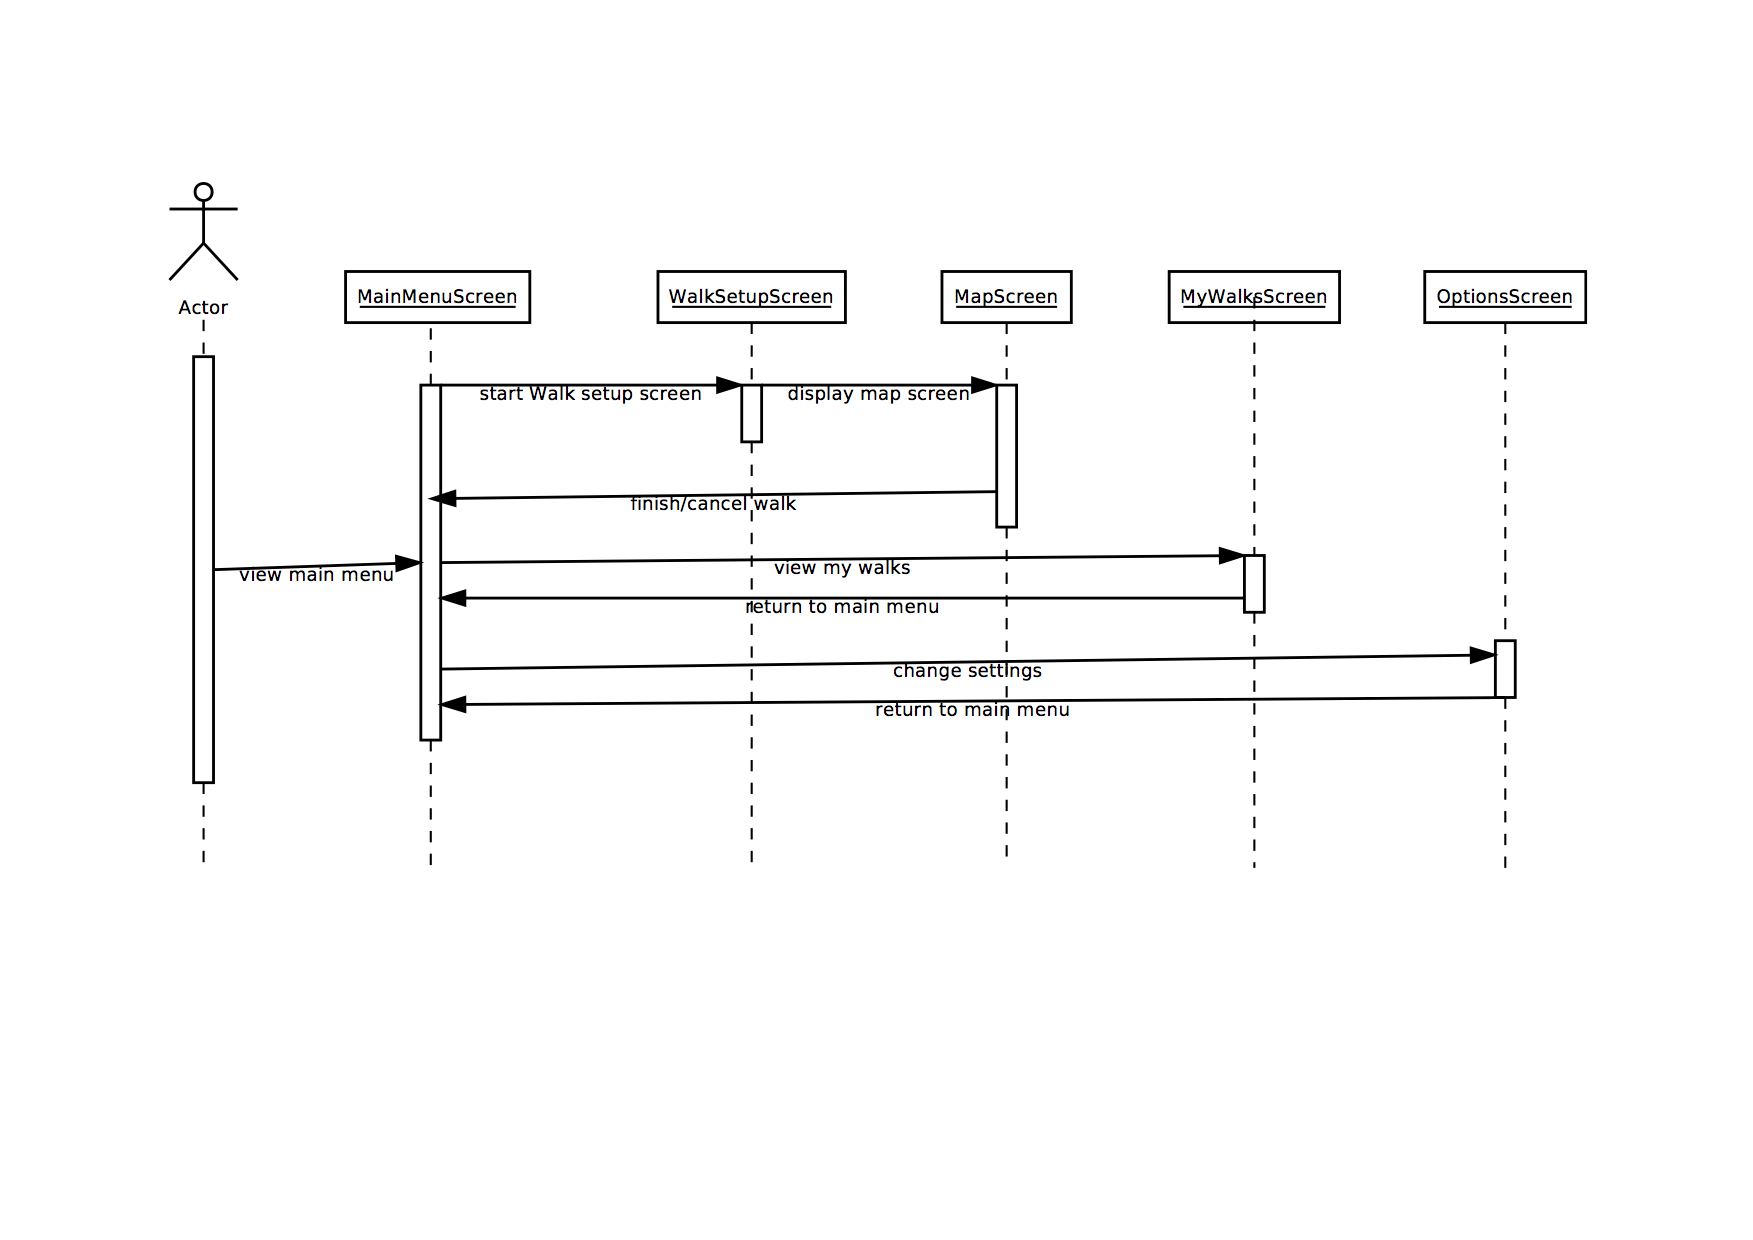 Actor
MainMenuScreen
WalkSetupScreen
MapScreen
MyWalksScreen
OptionsScreen
start Walk setup screen
display map screen
finish/cancel walk
view main menu
view my walks
return to main menu
change settings
return to main menu